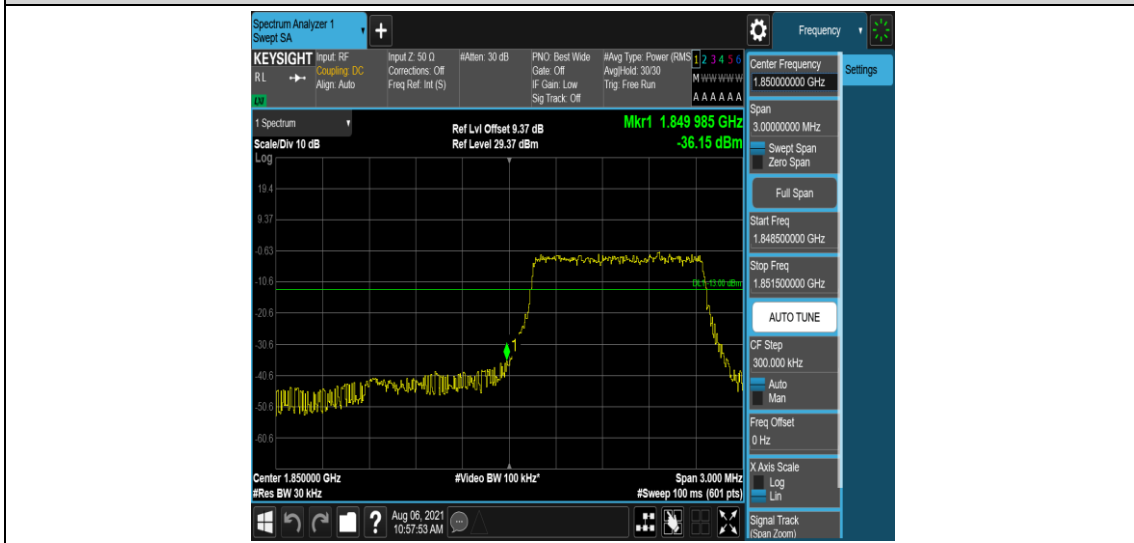 Spectrum Analyzer 1
Swept SA
+
Frequency
KEYSIGHT
RL
Input: RF
Coupling: DC
Align: Auto
Input Z: 50 Ω
Corrections: Off
Freq Ref: Int (S)
#Atten: 30 dB
PNO: Best Wide
Gate: Off
IF Gain: Low
Sig Track: Off
#Avg Type: Power (RMS
Avg|Hold: 30/30
Trig: Free Run
1 2 3 4 5 6
M W W W W W
A A A A A A
1 Spectrum
Scale/Div 10 dB
Ref Lvl Offset 9.37 dB
Ref Level 29.37 dBm
Mkr1 1.849 985 GHz
-36.15 dBm
Log
19.4
9.37
-0.63
-10.6
-20.6
-30.6
-40.6
-50.6
-60.6
DL1 -13.00 dBm
1
Center 1.850000 GHz
#Res BW 30 kHz
#Video BW 100 kHz*
Span 3.000 MHz
#Sweep 100 ms (601 pts)
Center Frequency
1.850000000 GHz
Settings
Span
3.00000000 MHz
Swept Span
Zero Span
Full Span
Start Freq
1.848500000 GHz
Stop Freq
1.851500000 GHz
AUTO TUNE
CF Step
300.000 kHz
Auto
Man
Freq Offset
0 Hz
X Axis Scale
Log
Lin
Signal Track
(Span Zoom)
?
Aug 06, 2021
10:57:53 AM